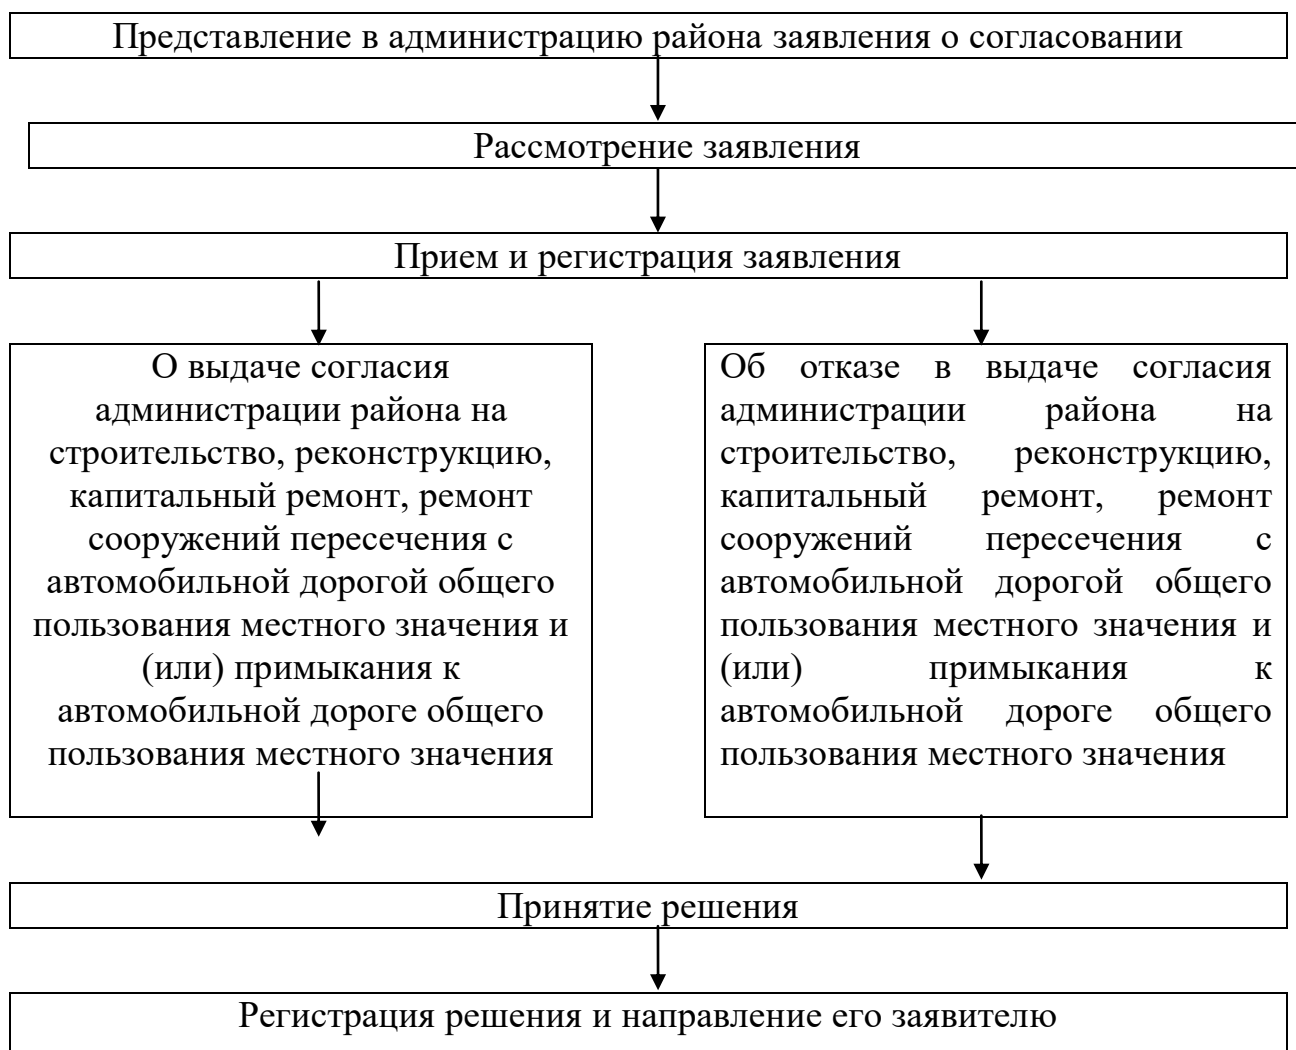 Представление в администрацию района заявления о согласовании
Рассмотрение заявления
Прием и регистрация заявления
О выдаче согласия
администрации района на
строительство, реконструкцию,
капитальный ремонт, ремонт
сооружений пересечения с
автомобильной дорогой общего
пользования местного значения и
(или) примыкания к
автомобильной дороге общего
пользования местного значения
Об отказе в выдаче согласия
администрации района на
строительство, реконструкцию,
капитальный ремонт, ремонт
сооружений пересечения с
автомобильной дорогой общего
пользования местного значения и
(или) примыкания к
автомобильной дороге общего
пользования местного значения
Принятие решения
Регистрация решения и направление его заявителю